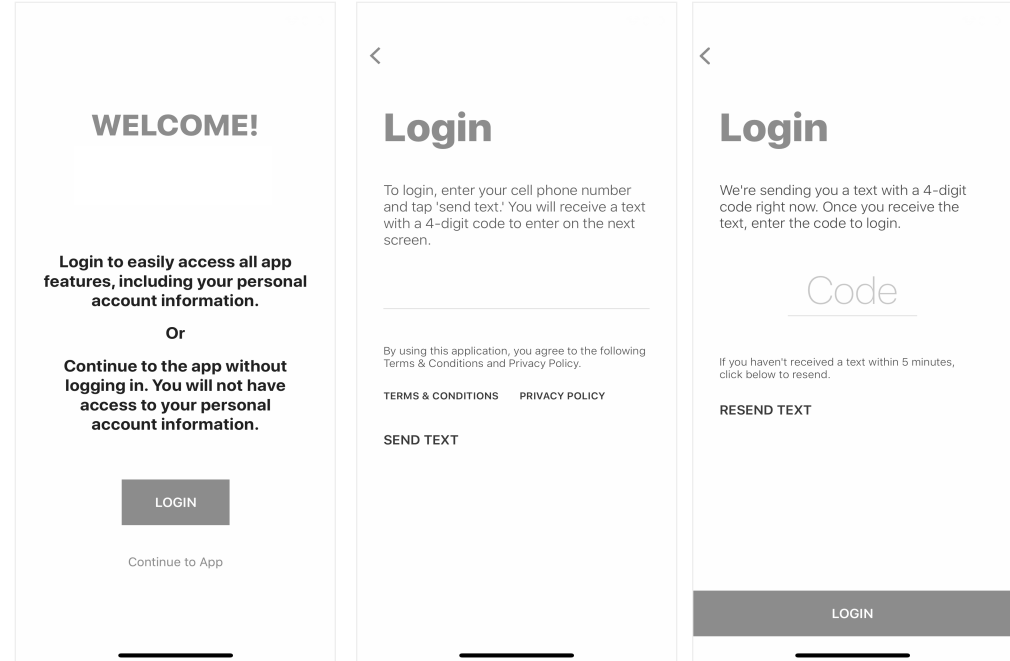 WELCOME!
Login to easily access all app
features, including your personal
account information.
Or
Continue to the app without
logging in. You will not have
access to your personal
account information.
LOGIN
Continue to App
Login
To login, enter your cell phone number
and tap 'send text.' You will receive a text
with a 4-digit code to enter on the next
screen.
By using this application, you agree to the following
Terms & Conditions and Privacy Policy.
TERMS & CONDITIONS PRIVACY POLICY
SEND TEXT
Login
We're sending you a text with a 4-digit
code right now. Once you receive the
text, enter the code to login.
Code
If you haven't received a text within 5 minutes,
click below to resend.
RESEND TEXT
LOGIN